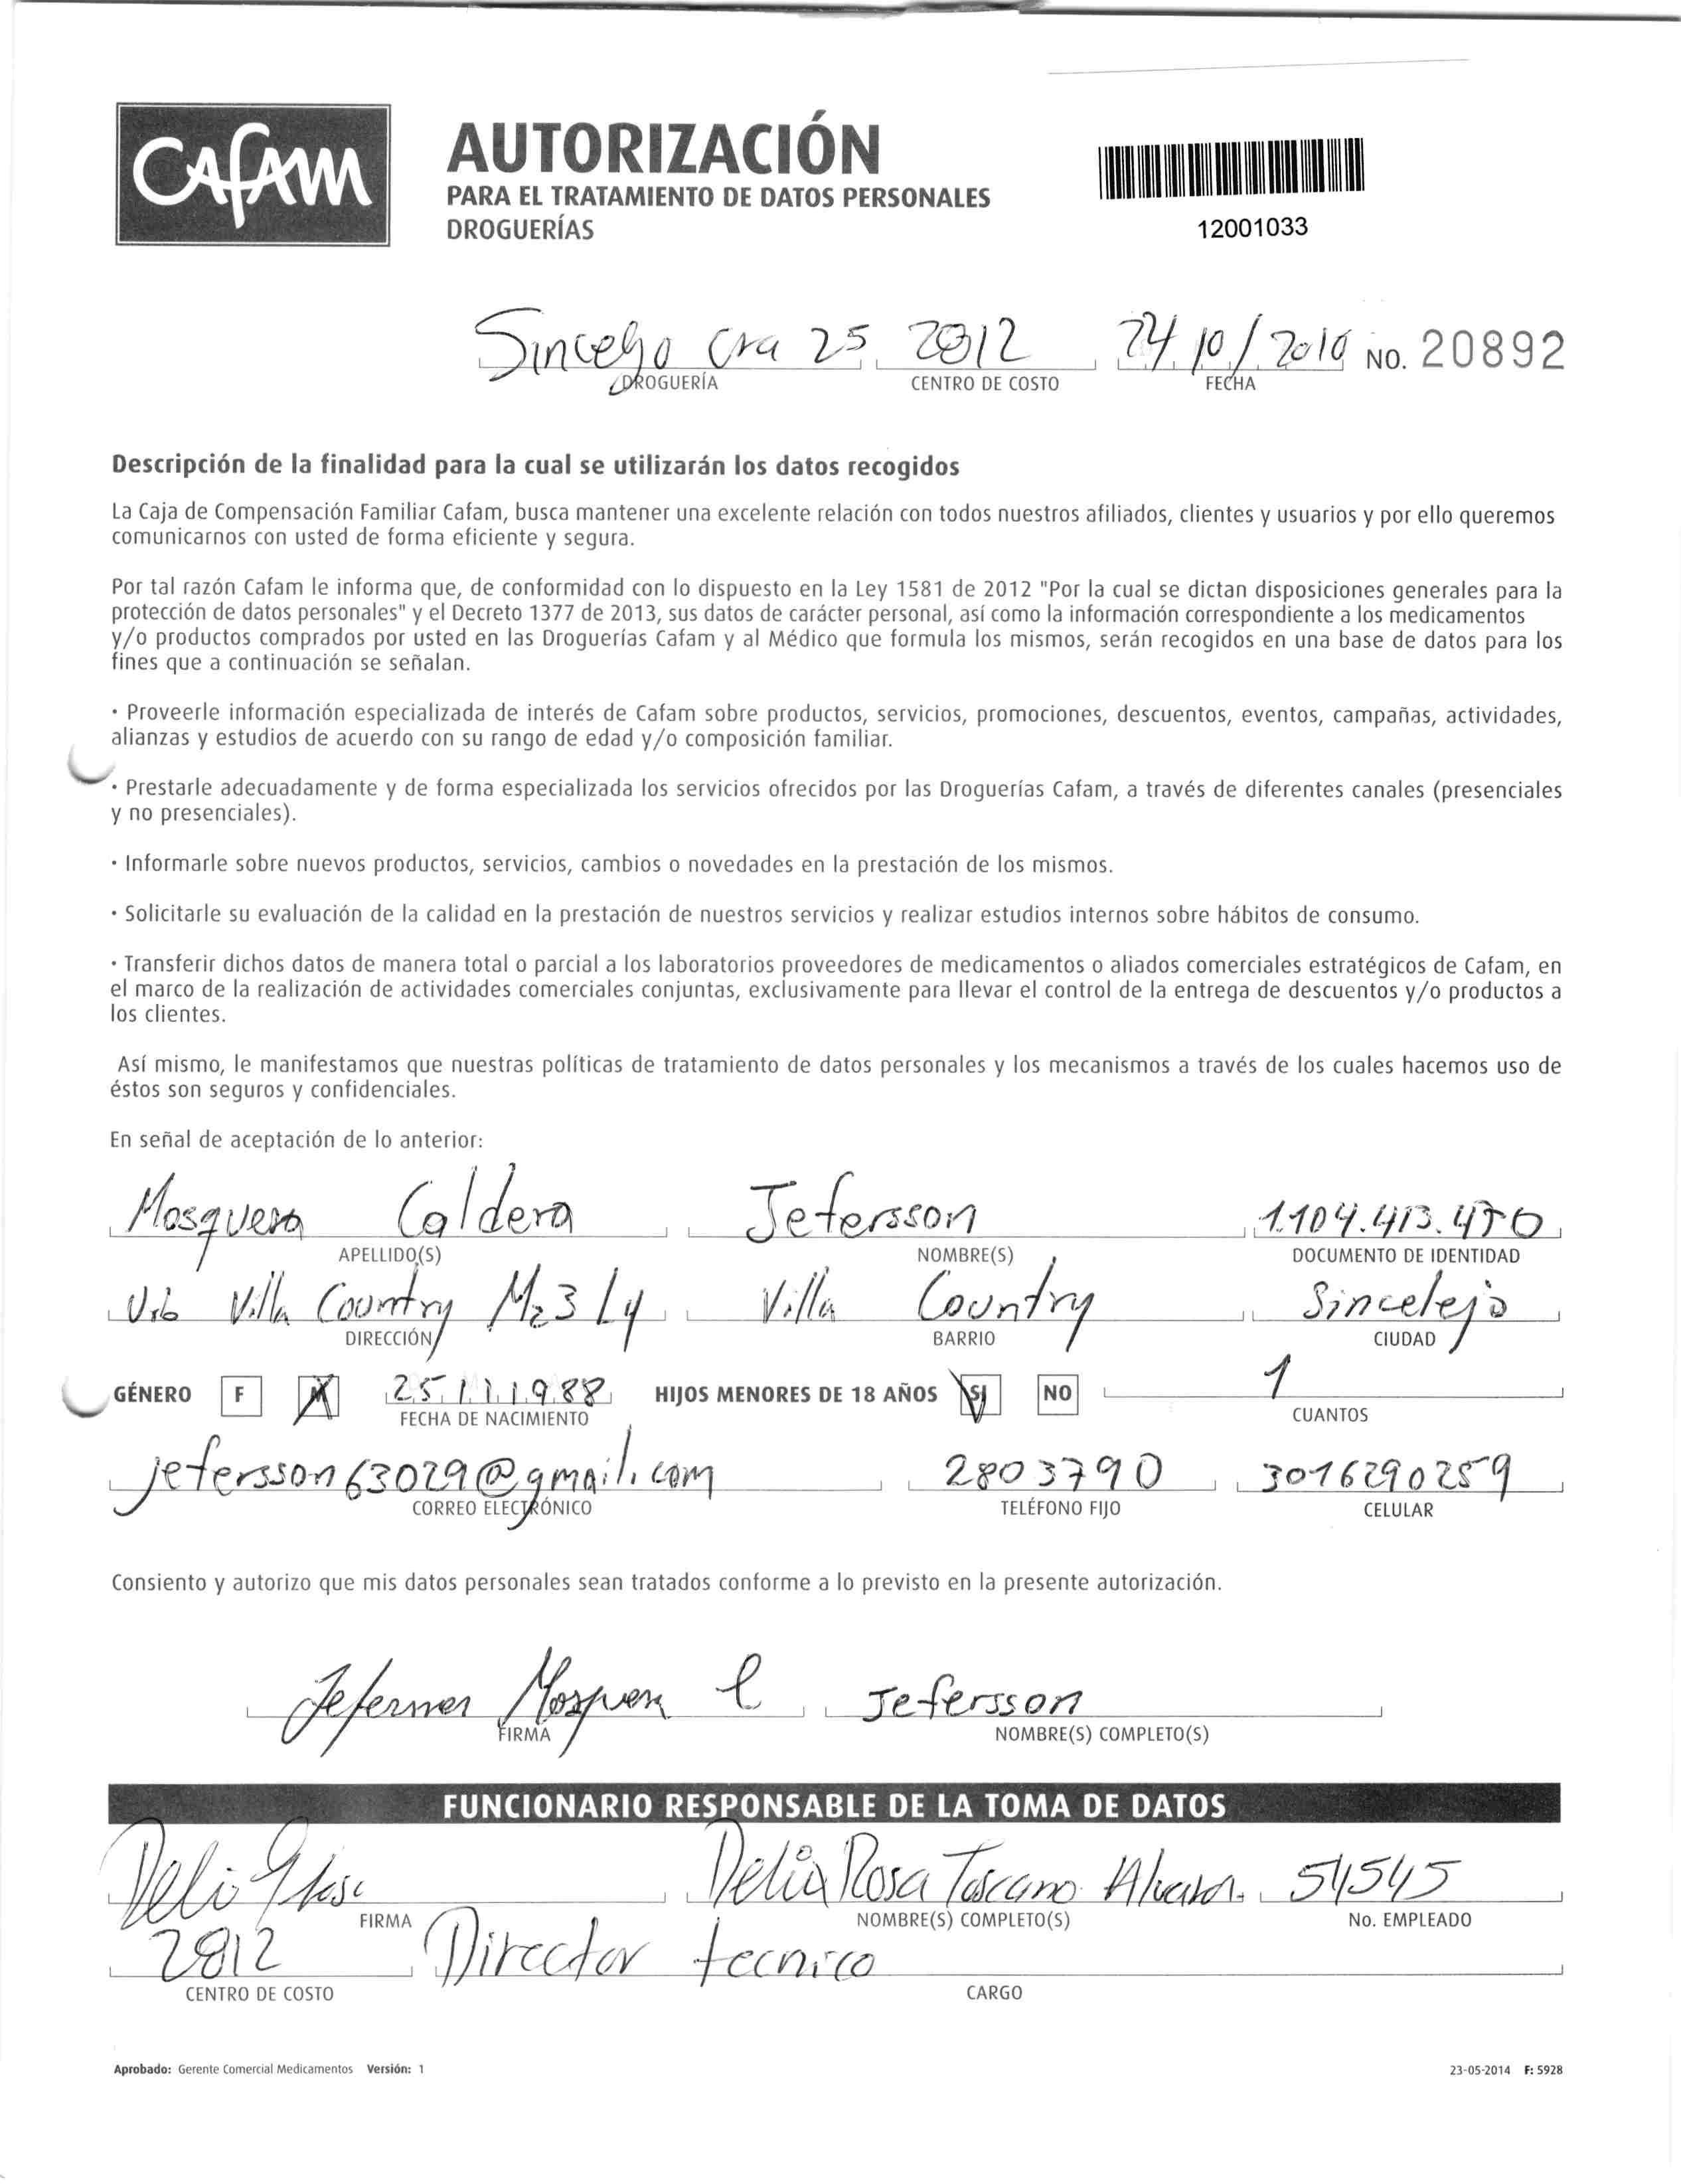 CAFAM
AUTORIZACIÓN
PARA EL TRATAMIENTO DE DATOS PERSONALES
DROGUERÍAS
12001033
Sincelejo cra 25 2812 24/10/2016 NO. 20892
DROGUERÍA CENTRO DE COSTO FECHA
Descripción de la finalidad para la cual se utilizarán los datos recogidos
La Caja de Compensación Familiar Cafam, busca mantener una excelente relación con todos nuestros afiliados, clientes y usuarios y por ello queremos
comunicarnos con usted de forma eficiente y segura.
Por tal razón Cafam le informa que, de conformidad con lo dispuesto en la Ley 1581 de 2012 "Por la cual se dictan disposiciones generales para la
protección de datos personales" y el Decreto 1377 de 2013, sus datos de carácter personal, así como la información correspondiente a los medicamentos
y/o productos comprados por usted en las Droguerías Cafam y al Médico que formula los mismos, serán recogidos en una base de datos para los
fines que a continuación se señalan.
· Proveerle información especializada de interés de Cafam sobre productos, servicios, promociones, descuentos, eventos, campañas, actividades,
alianzas y estudios de acuerdo con su rango de edad y/o composición familiar.
· Prestarle adecuadamente y de forma especializada los servicios ofrecidos por las Droguerías Cafam, a través de diferentes canales (presenciales
y no presenciales).
· Informarle sobre nuevos productos, servicios, cambios o novedades en la prestación de los mismos.
· Solicitarle su evaluación de la calidad en la prestación de nuestros servicios y realizar estudios internos sobre hábitos de consumo.
· Transferir dichos datos de manera total o parcial a los laboratorios proveedores de medicamentos o aliados comerciales estratégicos de Cafam, en
el marco de la realización de actividades comerciales conjuntas, exclusivamente para llevar el control de la entrega de descuentos y/o productos a
los clientes.
Así mismo, le manifestamos que nuestras políticas de tratamiento de datos personales y los mecanismos a través de los cuales hacemos uso de
éstos son seguros y confidenciales.
En señal de aceptación de lo anterior:
Mosquera Caldera Jefersson 1.104.413.470
APELLIDO(S) NOMBRE(S) DOCUMENTO DE IDENTIDAD
Urb Villa Country Mz 3 L4 Villa Country Sincelejo
DIRECCIÓN BARRIO CIUDAD
GÉNERO F M 25 11 1988 HIJOS MENORES DE 18 AÑOS SI NO 1
FECHA DE NACIMIENTO CUANTOS
jefersson63029@gmail.com 2803790 3016290259
CORREO ELECTRÓNICO TELÉFONO FIJO CELULAR
Consiento y autorizo que mis datos personales sean tratados conforme a lo previsto en la presente autorización.
Mosquera C Jefersson
FIRMA NOMBRE(S) COMPLETO(S)
FUNCIONARIO RESPONSABLE DE LA TOMA DE DATOS
Delia Rosa Toscano 54545
FIRMA NOMBRE(S) COMPLETO(S) No. EMPLEADO
2812 Director tecnico
CENTRO DE COSTO CARGO
Aprobado: Gerente Comercial Medicamentos Versión: 1 23-05-2014 F: 5928